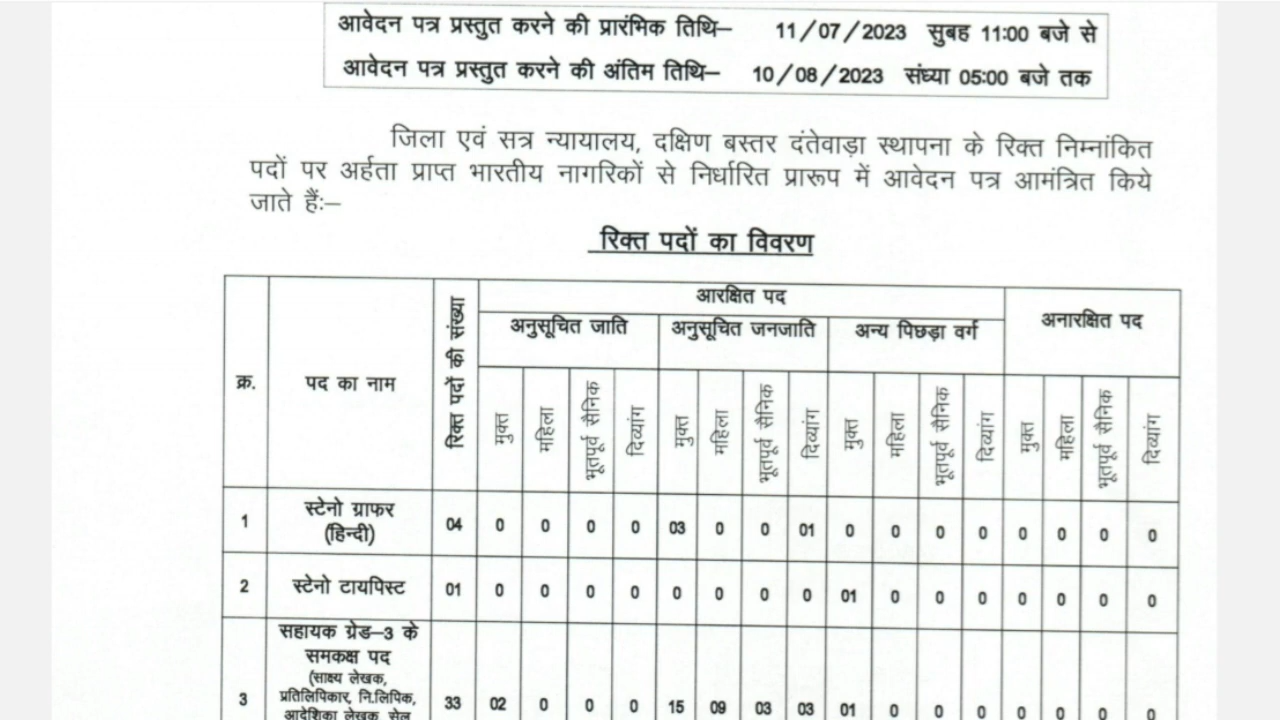 आवेदन पत्र प्रस्तुत करने की प्रारंभिक तिथि– 11/07/2023 सुबह 11:00 बजे से
आवेदन पत्र प्रस्तुत करने की अंतिम तिथि– 10/08/2023 संध्या 05:00 बजे तक
जिला एवं सत्र न्यायालय, दक्षिण बस्तर दंतेवाड़ा स्थापना के रिक्त निम्नांकित
पदों पर अर्हता प्राप्त भारतीय नागरिकों से निर्धारित प्रारूप में आवेदन पत्र आमंत्रित किये
जाते हैं:–
रिक्त पदों का विवरण
क्र. पद का नाम रिक्त पदों की संख्या आरक्षित पद अनारक्षित पद
अनुसूचित जाति अनुसूचित जनजाति अन्य पिछड़ा वर्ग
मुक्त महिला भूतपूर्व सैनिक दिव्यांग मुक्त महिला भूतपूर्व सैनिक दिव्यांग मुक्त महिला भूतपूर्व सैनिक दिव्यांग मुक्त महिला भूतपूर्व सैनिक दिव्यांग
1 स्टेनो ग्राफर
(हिन्दी) 04 0 0 0 0 03 0 0 01 0 0 0 0 0 0 0 0
2 स्टेनो टायपिस्ट 01 0 0 0 0 0 0 0 0 01 0 0 0 0 0 0 0
सहायक ग्रेड–3 के
समकक्ष पद
(साक्ष्य लेखक,
प्रतिलिपिकार, नि.लिपिक,
3 33 02 0 0 0 15 09 03 03 01 0 0 0 0 0 0 0
आदेशिका लेखक, सेल